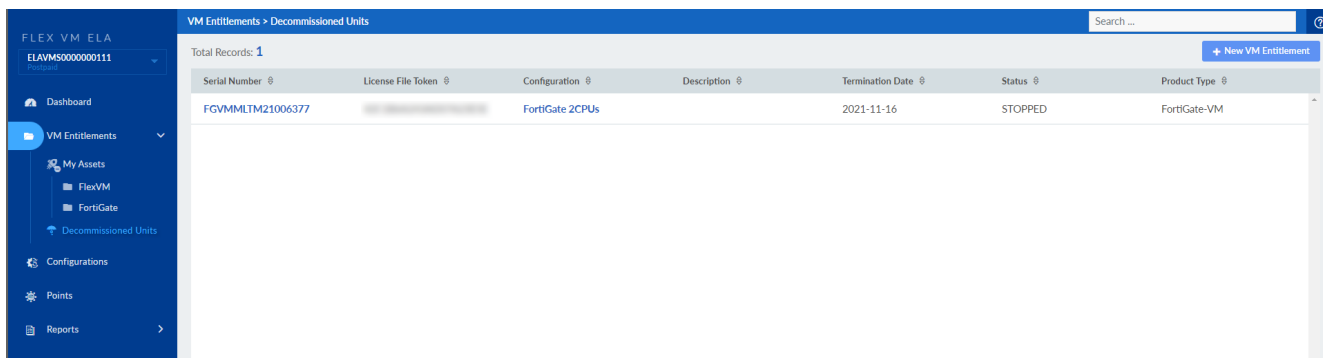 FLEX VM ELA
ELAVMS0000000111
Postpaid
Dashboard
VM Entitlements
My Assets
FlexVM
FortiGate
Decommissioned Units
Configurations
Points
Reports
VM Entitlements > Decommissioned Units
Search ...
Total Records: 1
+ New VM Entitlement
Serial Number License File Token Configuration Description Termination Date Status Product Type
FGVMMLTM21006377 FortiGate 2CPUs 2021-11-16 STOPPED FortiGate-VM